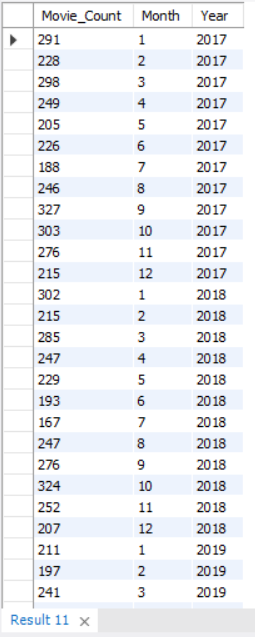 Movie_Count Month Year
291 1 2017
228 2 2017
298 3 2017
249 4 2017
205 5 2017
226 6 2017
188 7 2017
246 8 2017
327 9 2017
303 10 2017
276 11 2017
215 12 2017
302 1 2018
215 2 2018
285 3 2018
247 4 2018
229 5 2018
193 6 2018
167 7 2018
247 8 2018
276 9 2018
324 10 2018
252 11 2018
207 12 2018
211 1 2019
197 2 2019
241 3 2019
Result 11 ×